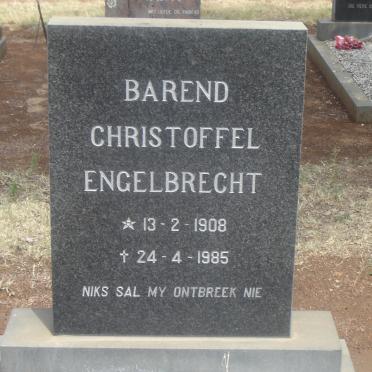 BAREND
CHRISTOFFEL
ENGELBRECHT
☆ 13 - 2 - 1908
† 24 - 4 - 1985
NIKS SAL MY ONTBREEK NIE